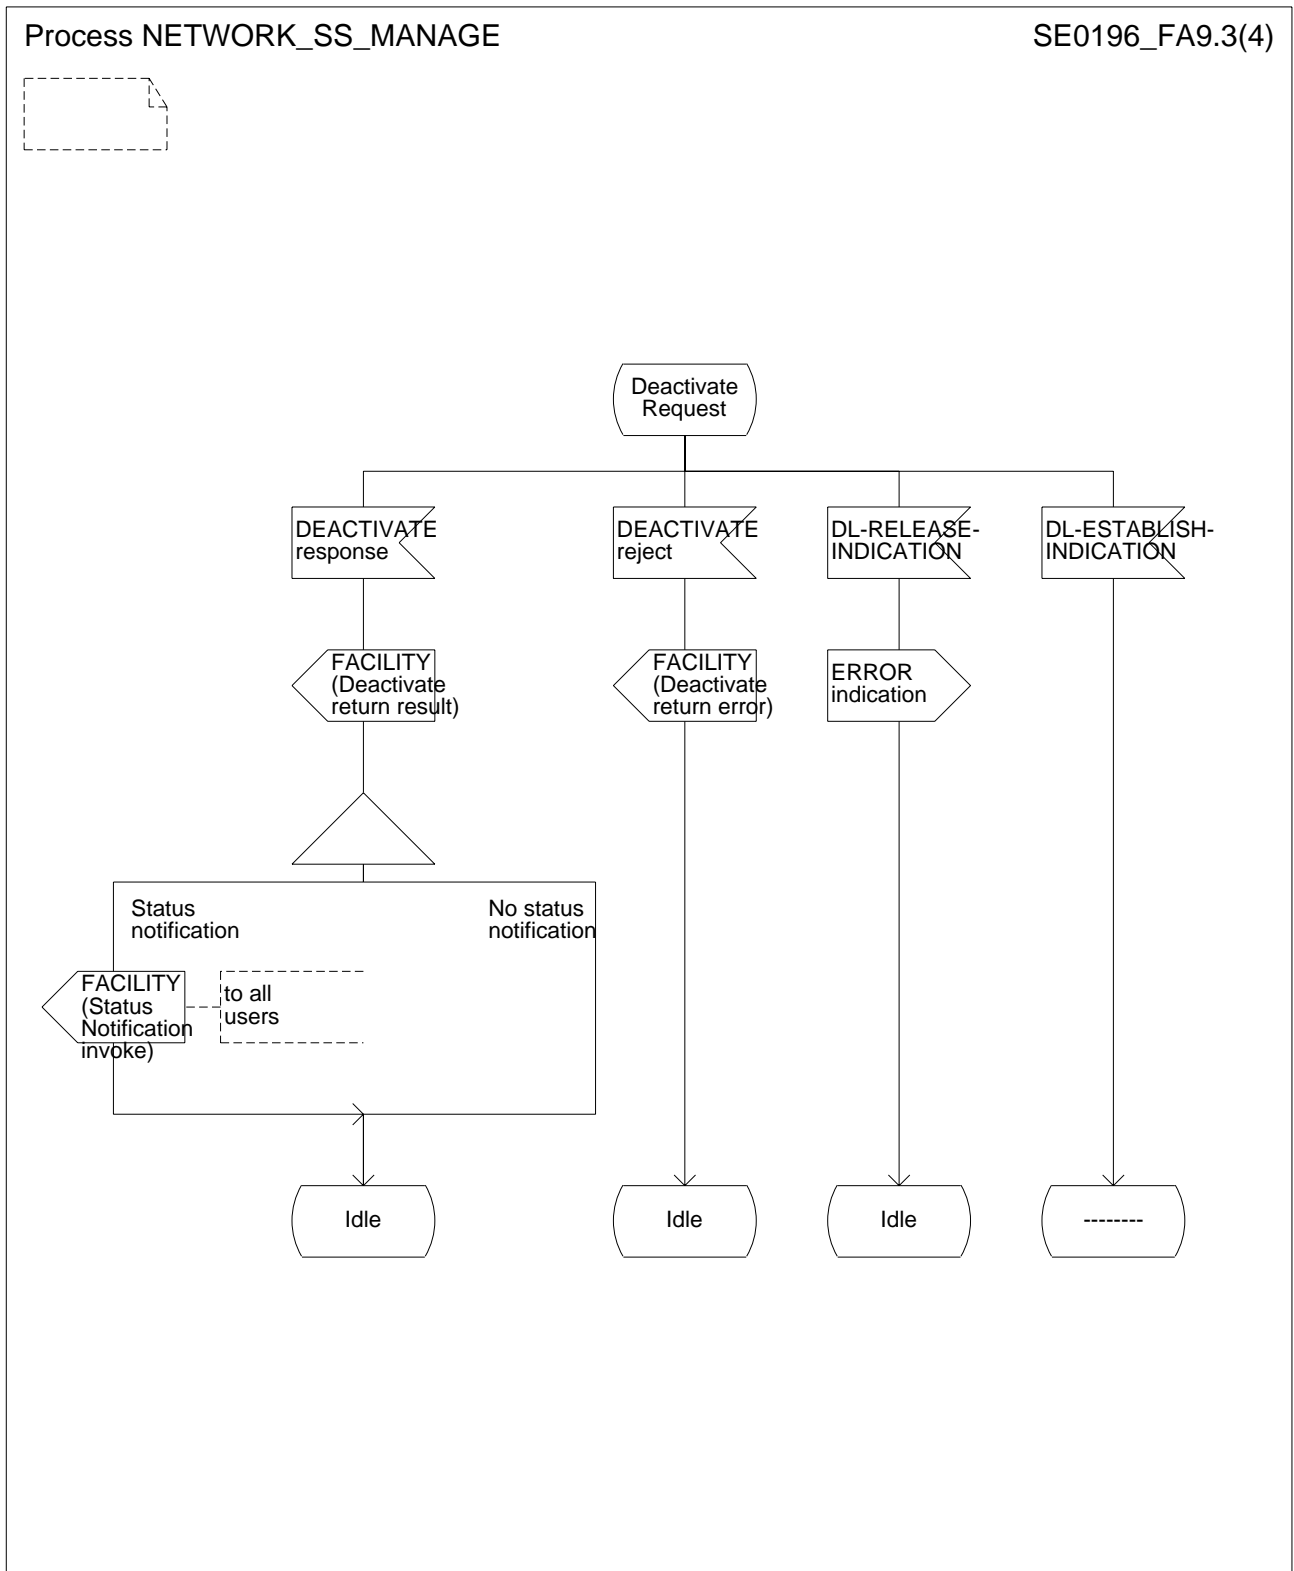 Process NETWORK_SS_MANAGE
SE0196_FA9.3(4)
Deactivate
Request
DEACTIVATE
response
DEACTIVATE
reject
DL-RELEASE-
INDICATION
DL-ESTABLISH-
INDICATION
FACILITY
(Deactivate
return result)
FACILITY
(Deactivate
return error)
ERROR
indication
Status
notification
No status
notification
FACILITY
(Status
Notification
invoke)
to all
users
Idle
Idle
Idle
--------